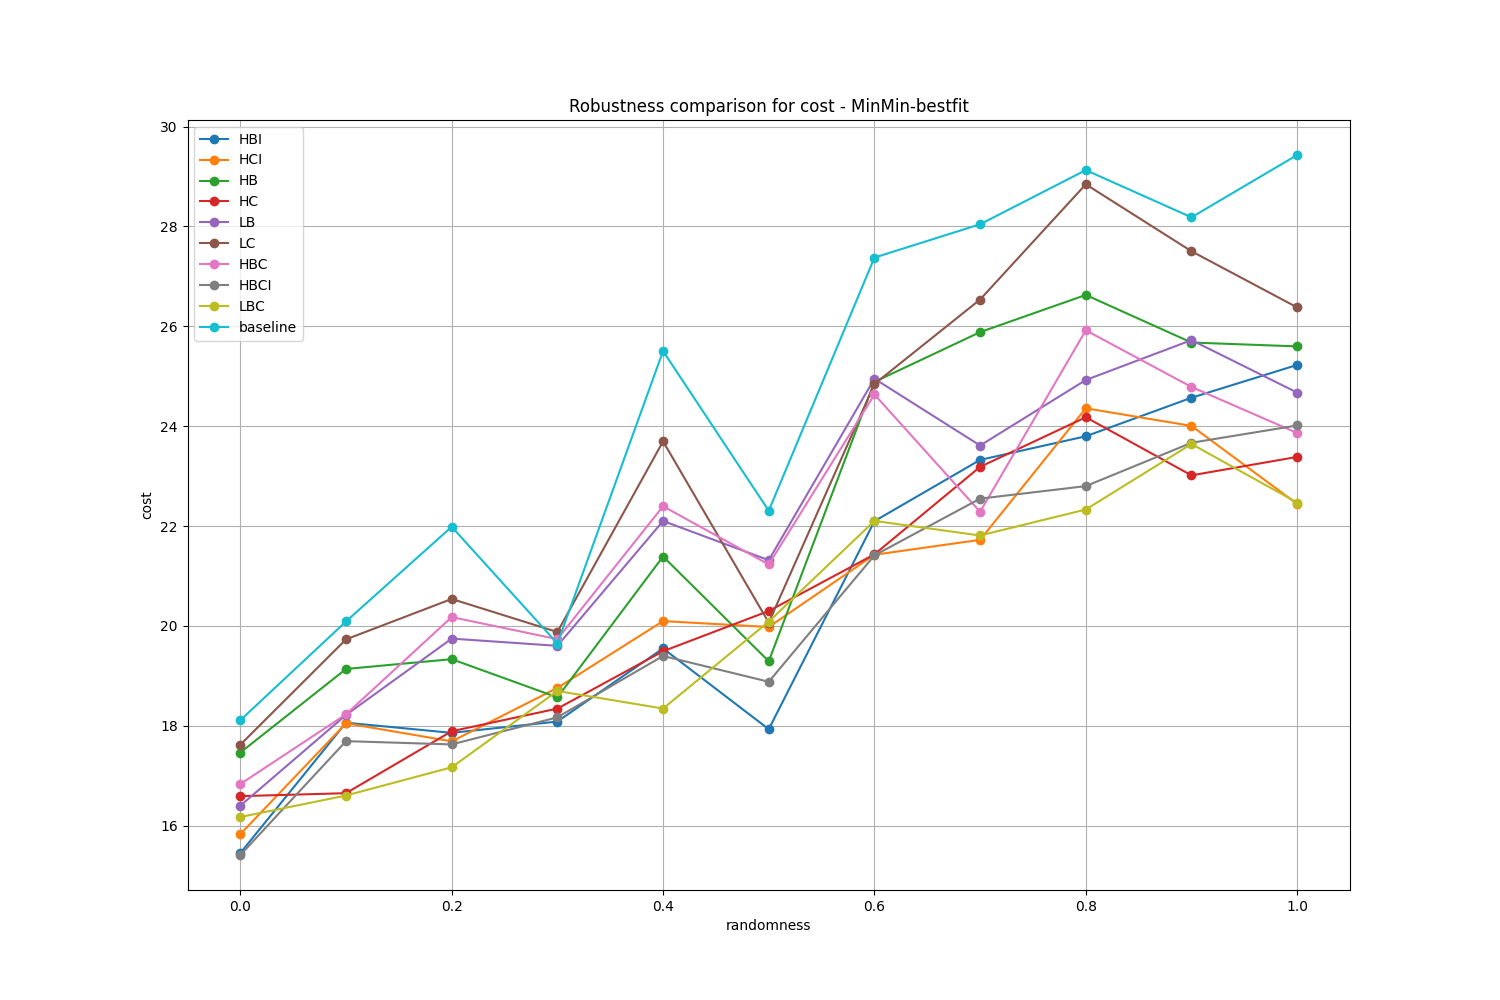 Robustness comparison for cost - MinMin-bestfit
30
28
26
24
22
20
18
16
cost
HBI
HCI
HB
HC
LB
LC
HBC
HBCI
LBC
baseline
0.0 0.2 0.4 0.6 0.8 1.0
randomness